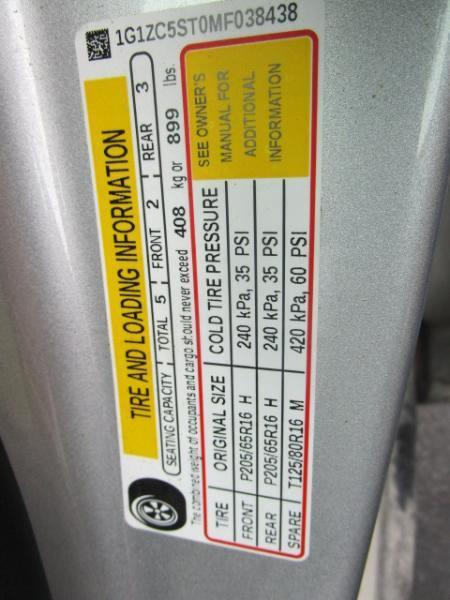 1G1ZC5ST0MF038438
TIRE AND LOADING INFORMATION
SEATING CAPACITY TOTAL 5 FRONT 2 REAR 3
The combined weight of occupants and cargo should never exceed 408 kg or 899 lbs.
TIRE ORIGINAL SIZE COLD TIRE PRESSURE
FRONT P205/65R16 H 240 kPa, 35 PSI
REAR P205/65R16 H 240 kPa, 35 PSI
SPARE T125/80R16 M 420 kPa, 60 PSI
SEE OWNER'S
MANUAL FOR
ADDITIONAL
INFORMATION